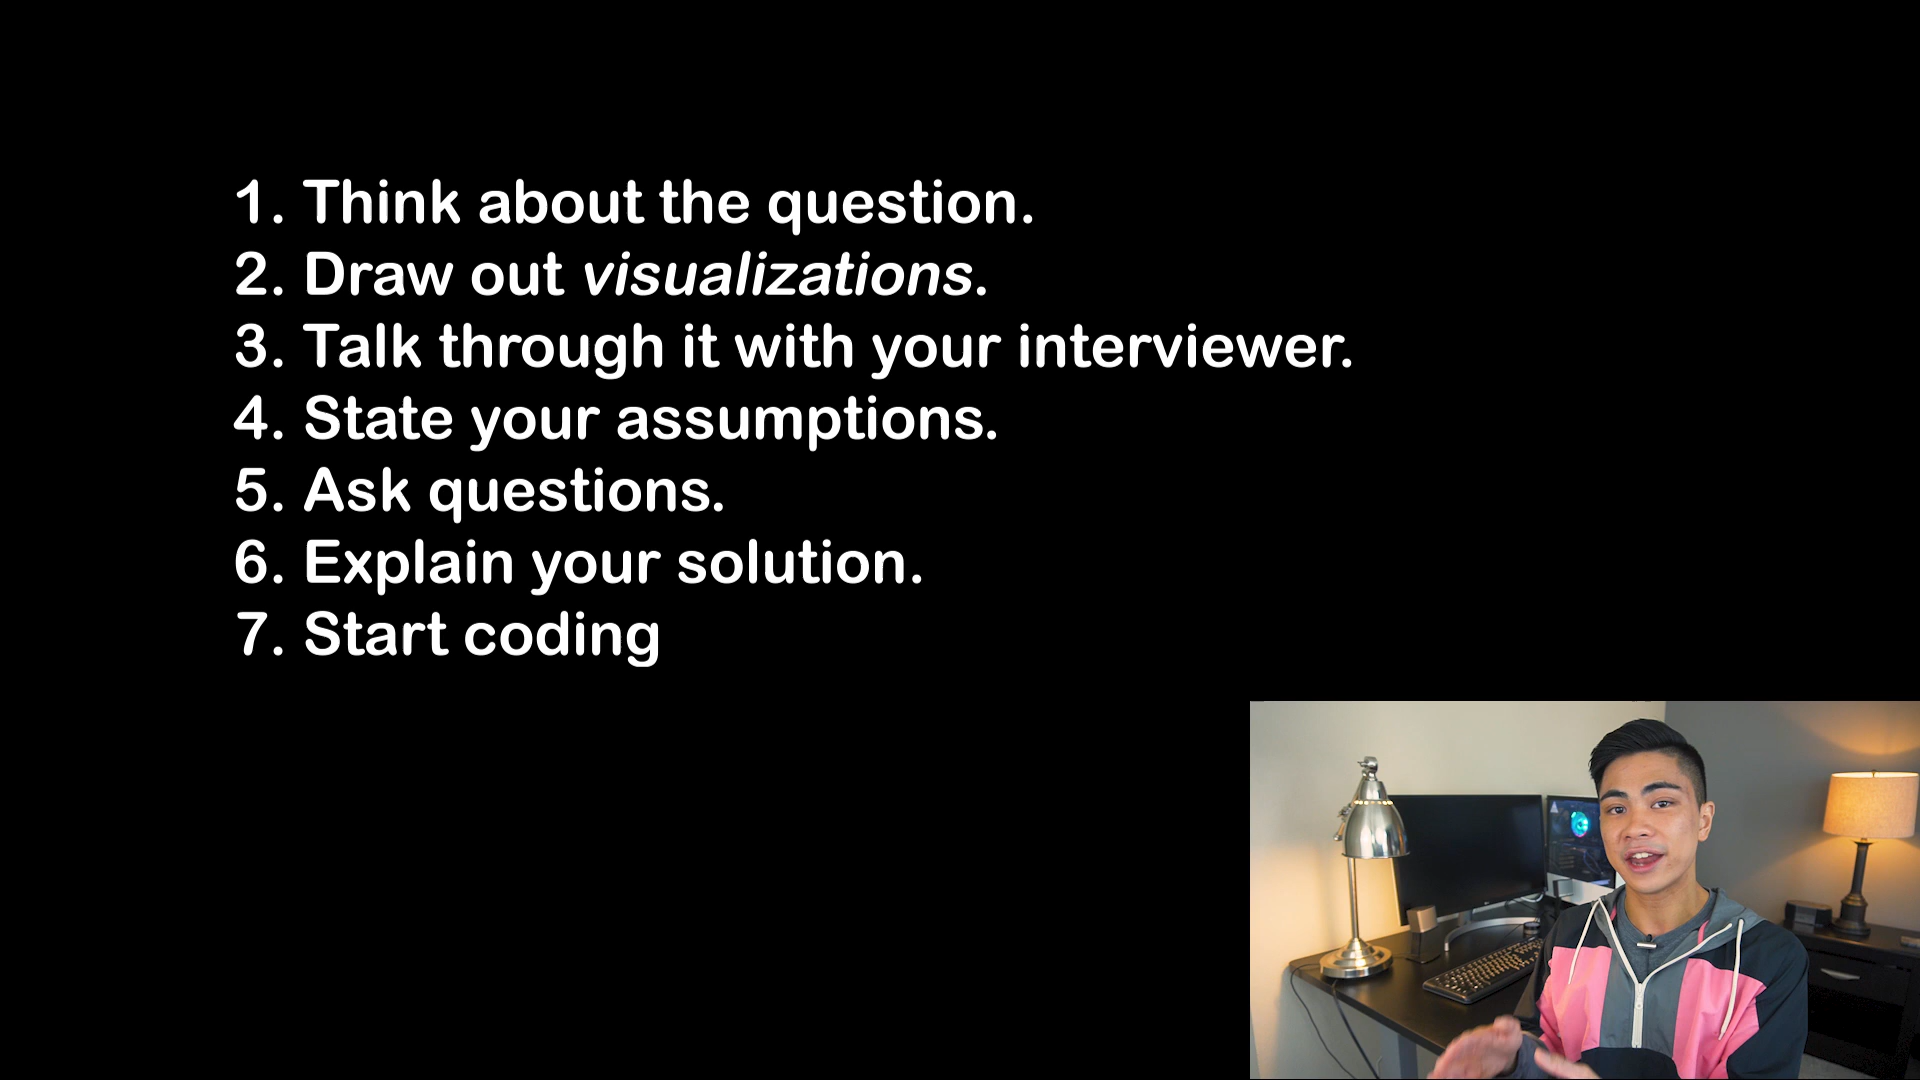 1. Think about the question.
2. Draw out visualizations.
3. Talk through it with your interviewer.
4. State your assumptions.
5. Ask questions.
6. Explain your solution.
7. Start coding